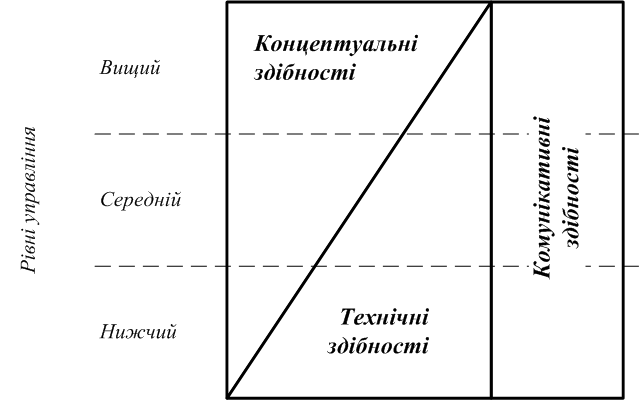 Концептуальні
здібності
Вищий
Комунікативні
здібності
Рівні управління
Середній
Технічні
здібності
Нижчий